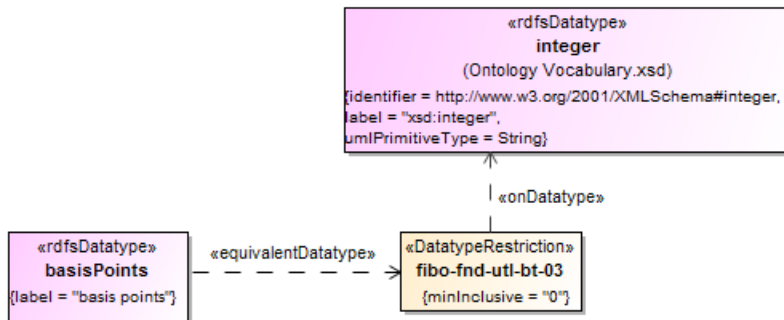 «rdfsDatatype»
integer
(Ontology Vocabulary.xsd)
{identifier = http://www.w3.org/2001/XMLSchema#integer,
label = "xsd:integer",
umlPrimitiveType = String}
«onDatatype»
«rdfsDatatype»
basisPoints
{label = "basis points"}
«equivalentDatatype»
«DatatypeRestriction»
fibo-fnd-utl-bt-03
{minInclusive = "0"}